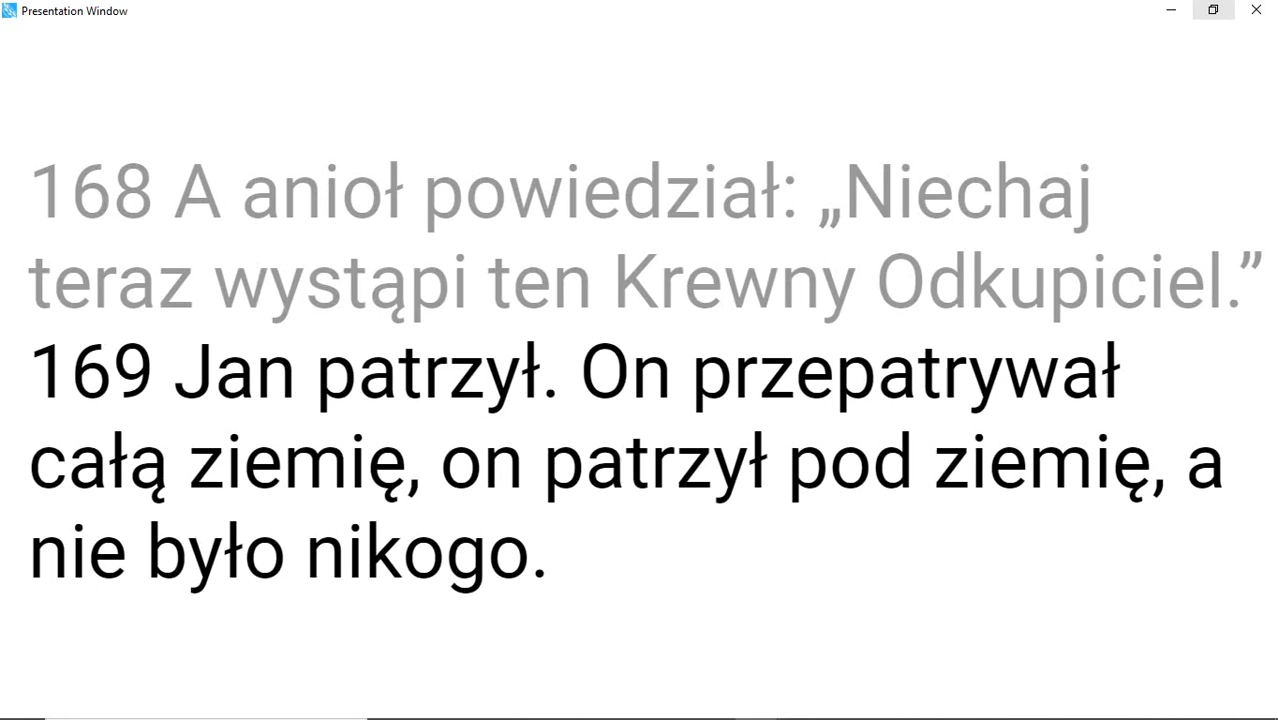 Presentation Window
168 A anioł powiedział: „Niechaj
teraz wystąpi ten Krewny Odkupiciel.”
169 Jan patrzył. On przepatrywał
całą ziemię, on patrzył pod ziemię, a
nie było nikogo.